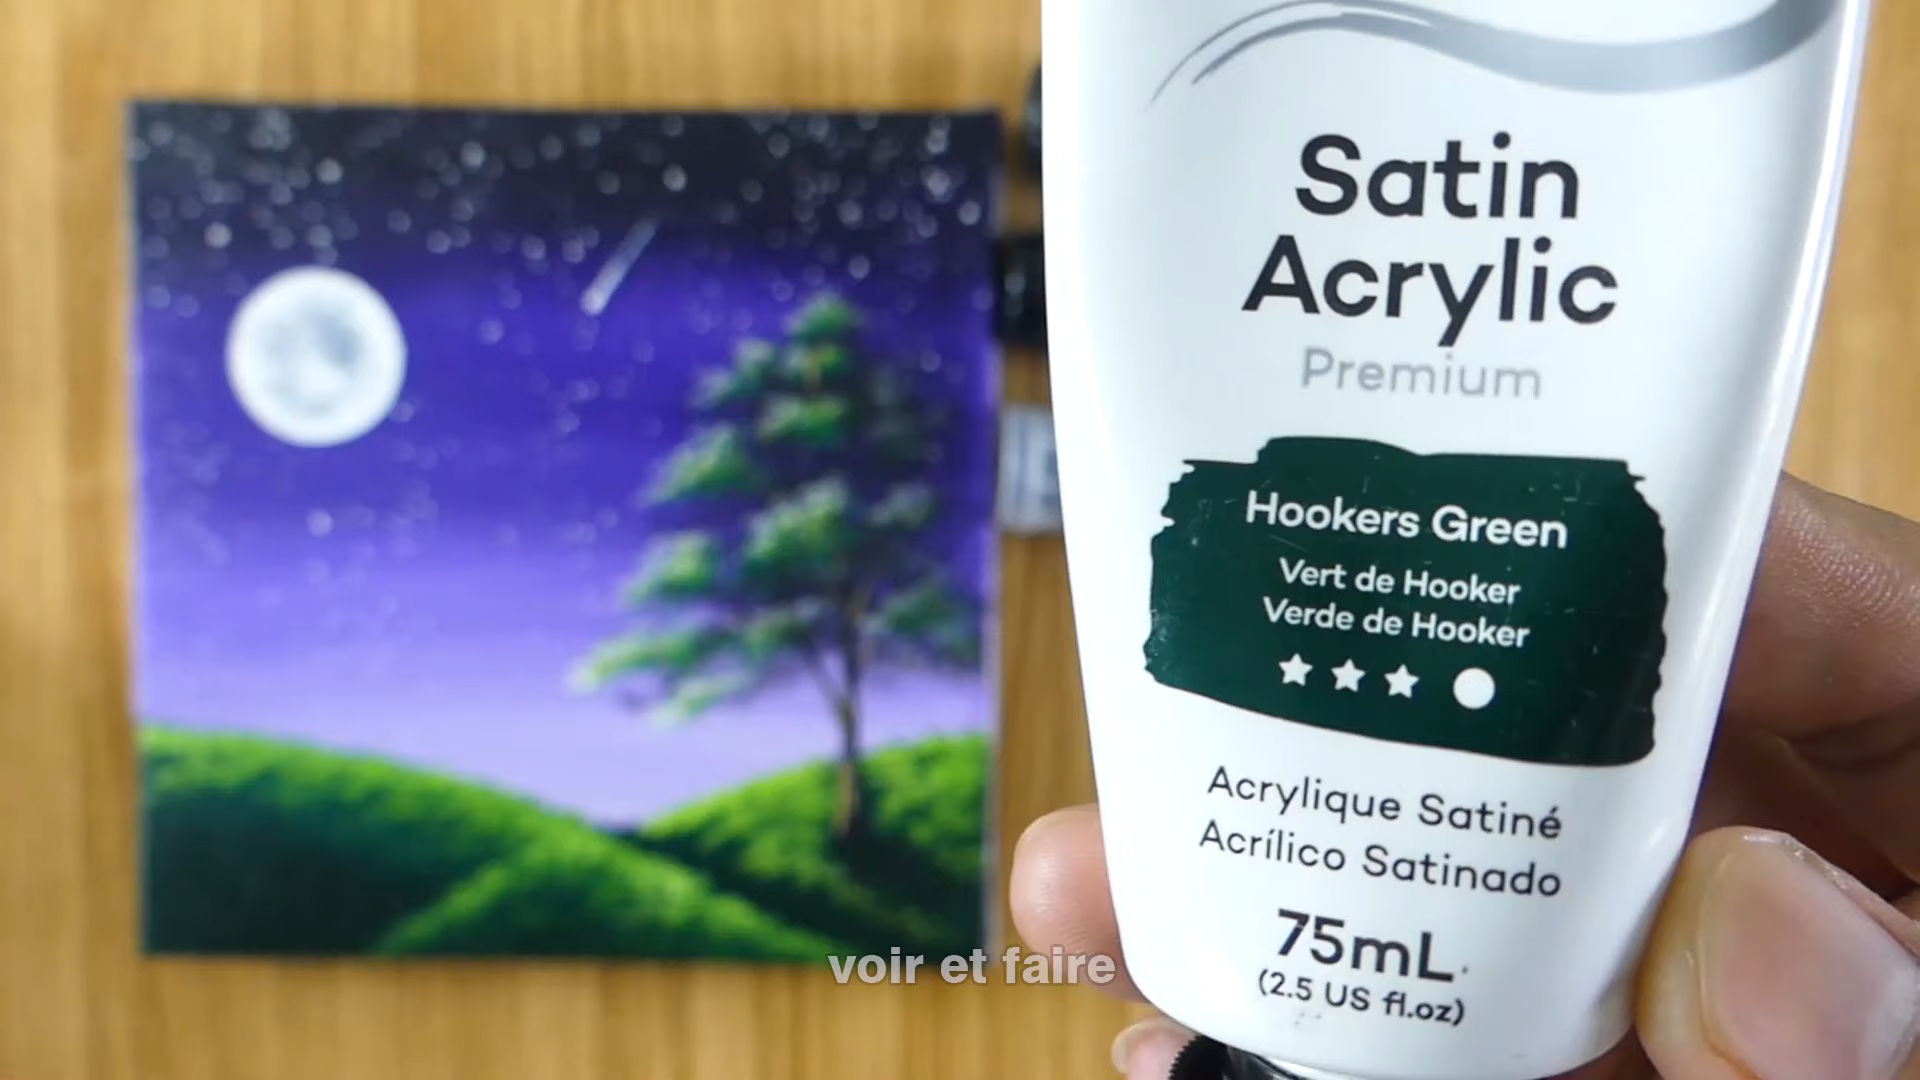 Satin
Acrylic
Premium
Hookers Green
Vert de Hooker
Verde de Hooker
Acrylique Satiné
Acrílico Satinado
75mL
(2.5 US fl.oz)
voir et faire